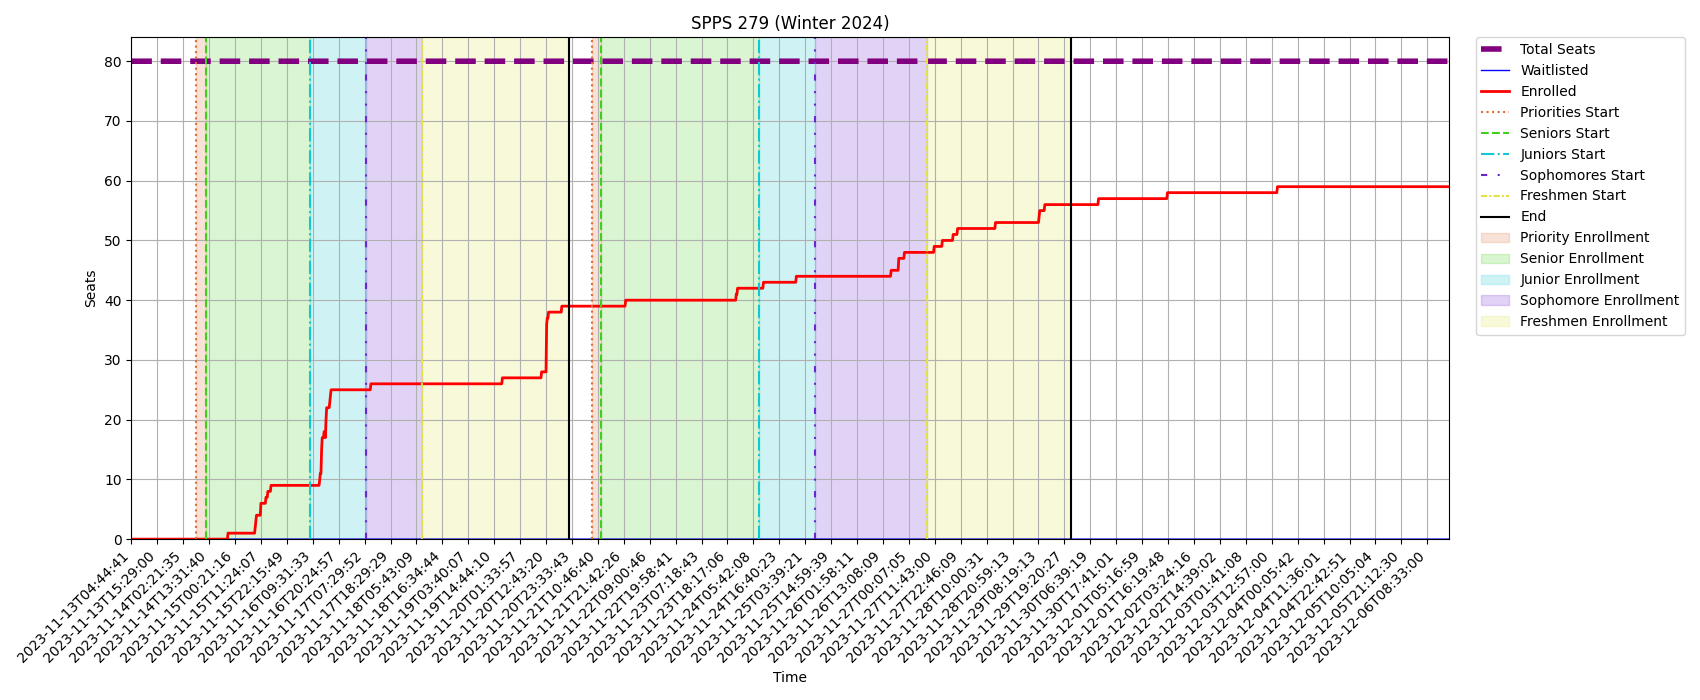 SPPS 279 (Winter 2024)
Seats
80
70
60
50
40
30
20
10
0
2023-11-13T04:44:41
2023-11-13T15:29:00
2023-11-14T02:21:35
2023-11-14T13:31:40
2023-11-15T00:21:16
2023-11-15T11:24:07
2023-11-15T22:15:49
2023-11-16T09:31:33
2023-11-16T20:24:57
2023-11-17T07:29:52
2023-11-17T18:29:29
2023-11-18T05:43:09
2023-11-18T16:34:44
2023-11-19T03:40:07
2023-11-19T14:44:10
2023-11-20T01:33:57
2023-11-20T12:43:20
2023-11-20T23:33:43
2023-11-21T10:46:40
2023-11-21T21:42:26
2023-11-22T09:00:46
2023-11-22T19:58:41
2023-11-23T07:18:43
2023-11-23T18:17:06
2023-11-24T05:42:08
2023-11-24T16:40:23
2023-11-25T03:39:21
2023-11-25T14:59:39
2023-11-26T01:58:11
2023-11-26T13:08:09
2023-11-27T00:07:05
2023-11-27T11:43:00
2023-11-27T22:46:09
2023-11-28T10:00:31
2023-11-28T20:59:13
2023-11-29T08:19:13
2023-11-29T19:20:27
2023-11-30T06:39:19
2023-11-30T17:41:01
2023-12-01T05:16:59
2023-12-01T16:19:48
2023-12-02T03:24:16
2023-12-02T14:39:02
2023-12-03T01:41:08
2023-12-03T12:57:00
2023-12-04T00:05:42
2023-12-04T11:36:01
2023-12-04T22:42:51
2023-12-05T10:05:04
2023-12-05T21:12:30
2023-12-06T08:33:00
Time
Total Seats
Waitlisted
Enrolled
Priorities Start
Seniors Start
Juniors Start
Sophomores Start
Freshmen Start
End
Priority Enrollment
Senior Enrollment
Junior Enrollment
Sophomore Enrollment
Freshmen Enrollment